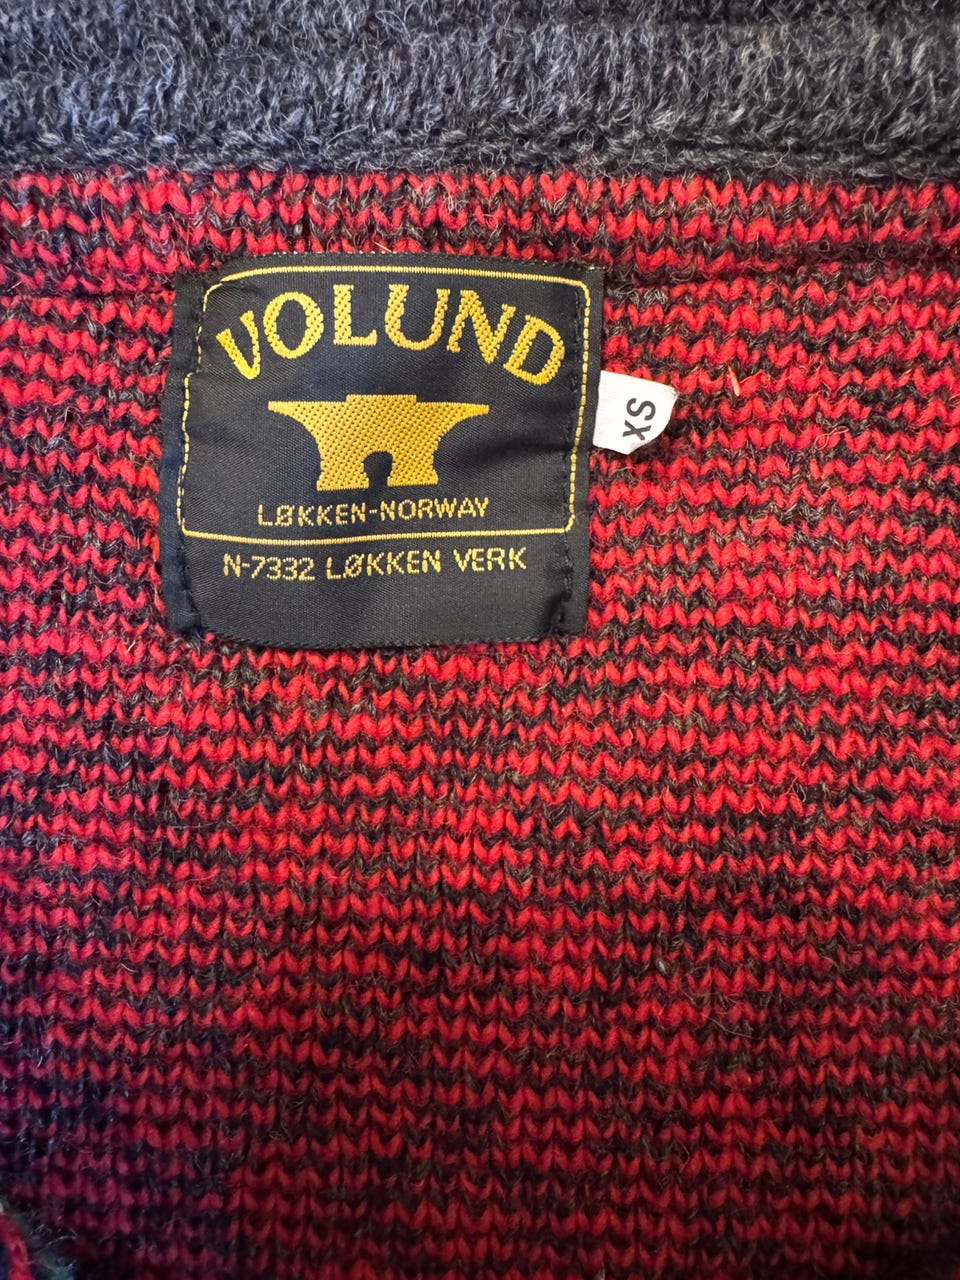 VOLUND
LØKKEN-NORWAY
N-7332 LØKKEN VERK
XS